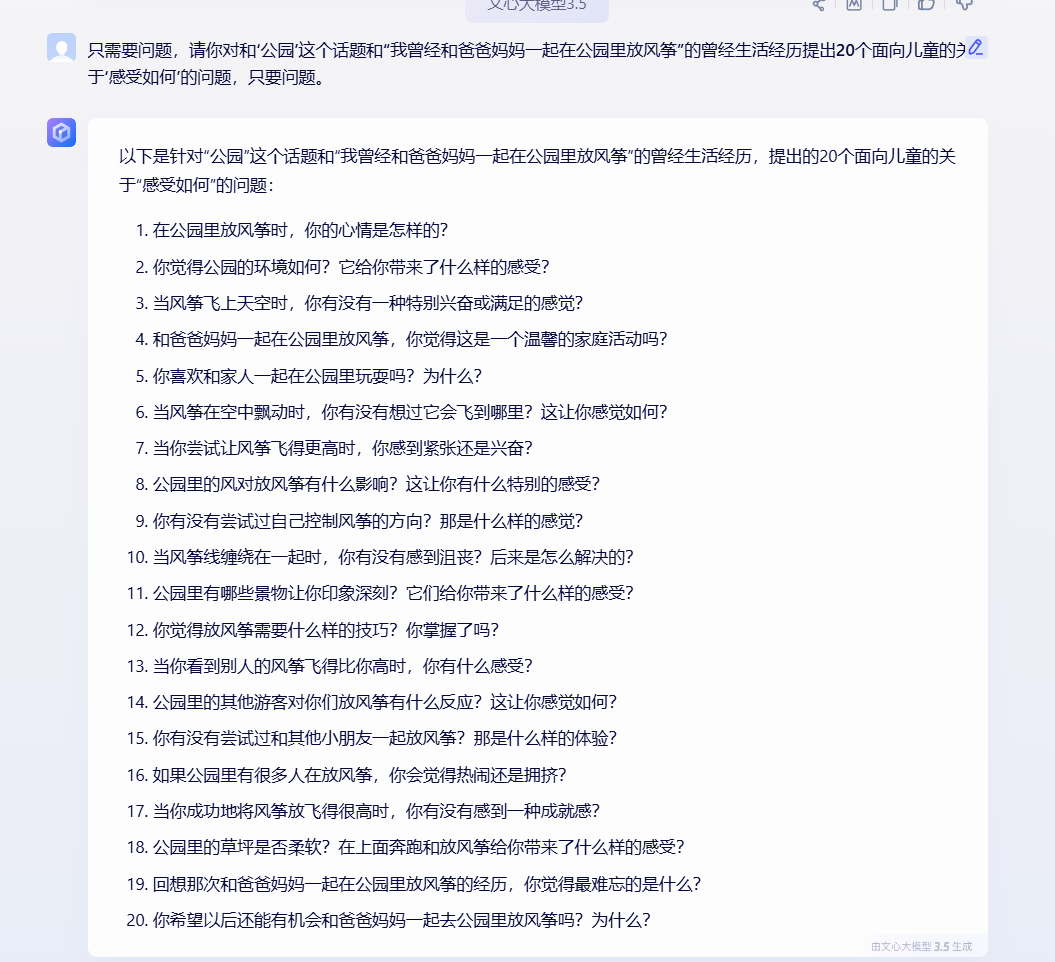 文心大模型3.5
只需要问题，请你对和‘公园’这个话题和“我曾经和爸爸妈妈一起在公园里放风筝”的曾经生活经历提出20个面向儿童的关
于‘感受如何’的问题，只要问题。
以下是针对“公园”这个话题和“我曾经和爸爸妈妈一起在公园里放风筝”的曾经生活经历，提出的20个面向儿童的关
于“感受如何”的问题：
1. 在公园里放风筝时，你的心情是怎样的？
2. 你觉得公园的环境如何？它给你带来了什么样的感受？
3. 当风筝飞上天空时，你有没有一种特别兴奋或满足的感觉？
4. 和爸爸妈妈一起在公园里放风筝，你觉得这是一个温馨的家庭活动吗？
5. 你喜欢和家人一起在公园里玩耍吗？为什么？
6. 当风筝在空中飘动时，你有没有想过它会飞到哪里？这让你感觉如何？
7. 当你尝试让风筝飞得更高时，你感到紧张还是兴奋？
8. 公园里的风对放风筝有什么影响？这让你有什么特别的感受？
9. 你有没有尝试过自己控制风筝的方向？那是什么样的感觉？
10. 当风筝线缠绕在一起时，你有没有感到沮丧？后来是怎么解决的？
11. 公园里有哪些景物让你印象深刻？它们给你带来了什么样的感受？
12. 你觉得放风筝需要什么样的技巧？你掌握了吗？
13. 当你看到别人的风筝飞得比你高时，你有什么感受？
14. 公园里的其他游客对你们放风筝有什么反应？这让你感觉如何？
15. 你有没有尝试过和其他小朋友一起放风筝？那是什么样的体验？
16. 如果公园里有很多人在放风筝，你会觉得热闹还是拥挤？
17. 当你成功地将风筝放飞得很高时，你有没有感到一种成就感？
18. 公园里的草坪是否柔软？在上面奔跑和放风筝给你带来了什么样的感受？
19. 回想那次和爸爸妈妈一起在公园里放风筝的经历，你觉得最难忘的是什么？
20. 你希望以后还能有机会和爸爸妈妈一起去公园里放风筝吗？为什么？
由文心大模型 3.5 生成